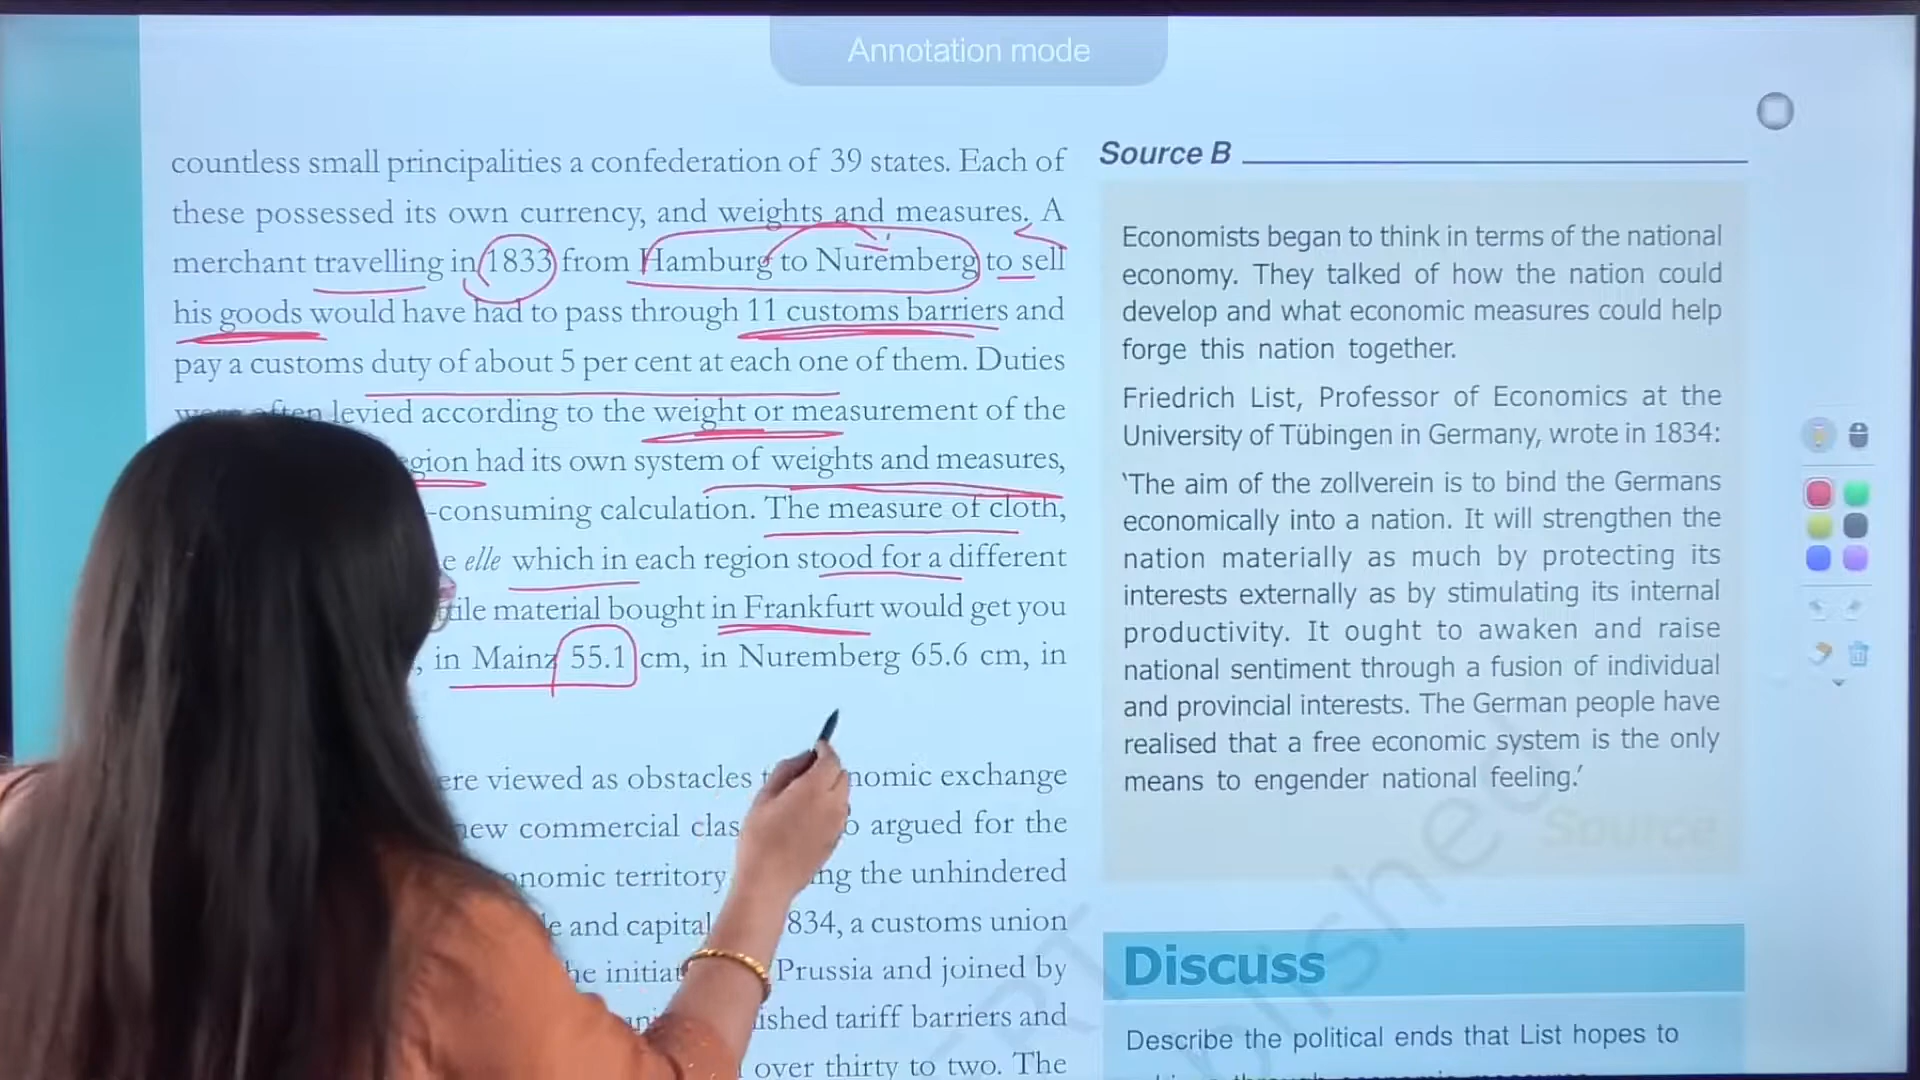 Annotation mode
countless small principalities a confederation of 39 states. Each of
these possessed its own currency, and weights and measures. A
merchant travelling in 1833 from Hamburg to Nuremberg to sell
his goods would have had to pass through 11 customs barriers and
pay a customs duty of about 5 per cent at each one of them. Duties
were often levied according to the weight or measurement of the
had its own system of weights and measures,
-consuming calculation. The measure of cloth,
elle which in each region stood for a different
material bought in Frankfurt would get you
, in Mainz 55.1 cm, in Nuremberg 65.6 cm, in
viewed as obstacles exchange
commercial argued for the
territory the unhindered
and capital 834, a customs union
Prussia and joined by
tariff barriers and
over thirty to two. The
Source B
Economists began to think in terms of the national
economy. They talked of how the nation could
develop and what economic measures could help
forge this nation together.
Friedrich List, Professor of Economics at the
University of Tübingen in Germany, wrote in 1834:
‘The aim of the zollverein is to bind the Germans
economically into a nation. It will strengthen the
nation materially as much by protecting its
interests externally as by stimulating its internal
productivity. It ought to awaken and raise
national sentiment through a fusion of individual
and provincial interests. The German people have
realised that a free economic system is the only
means to engender national feeling.’
Source
Discuss
Describe the political ends that List hopes to